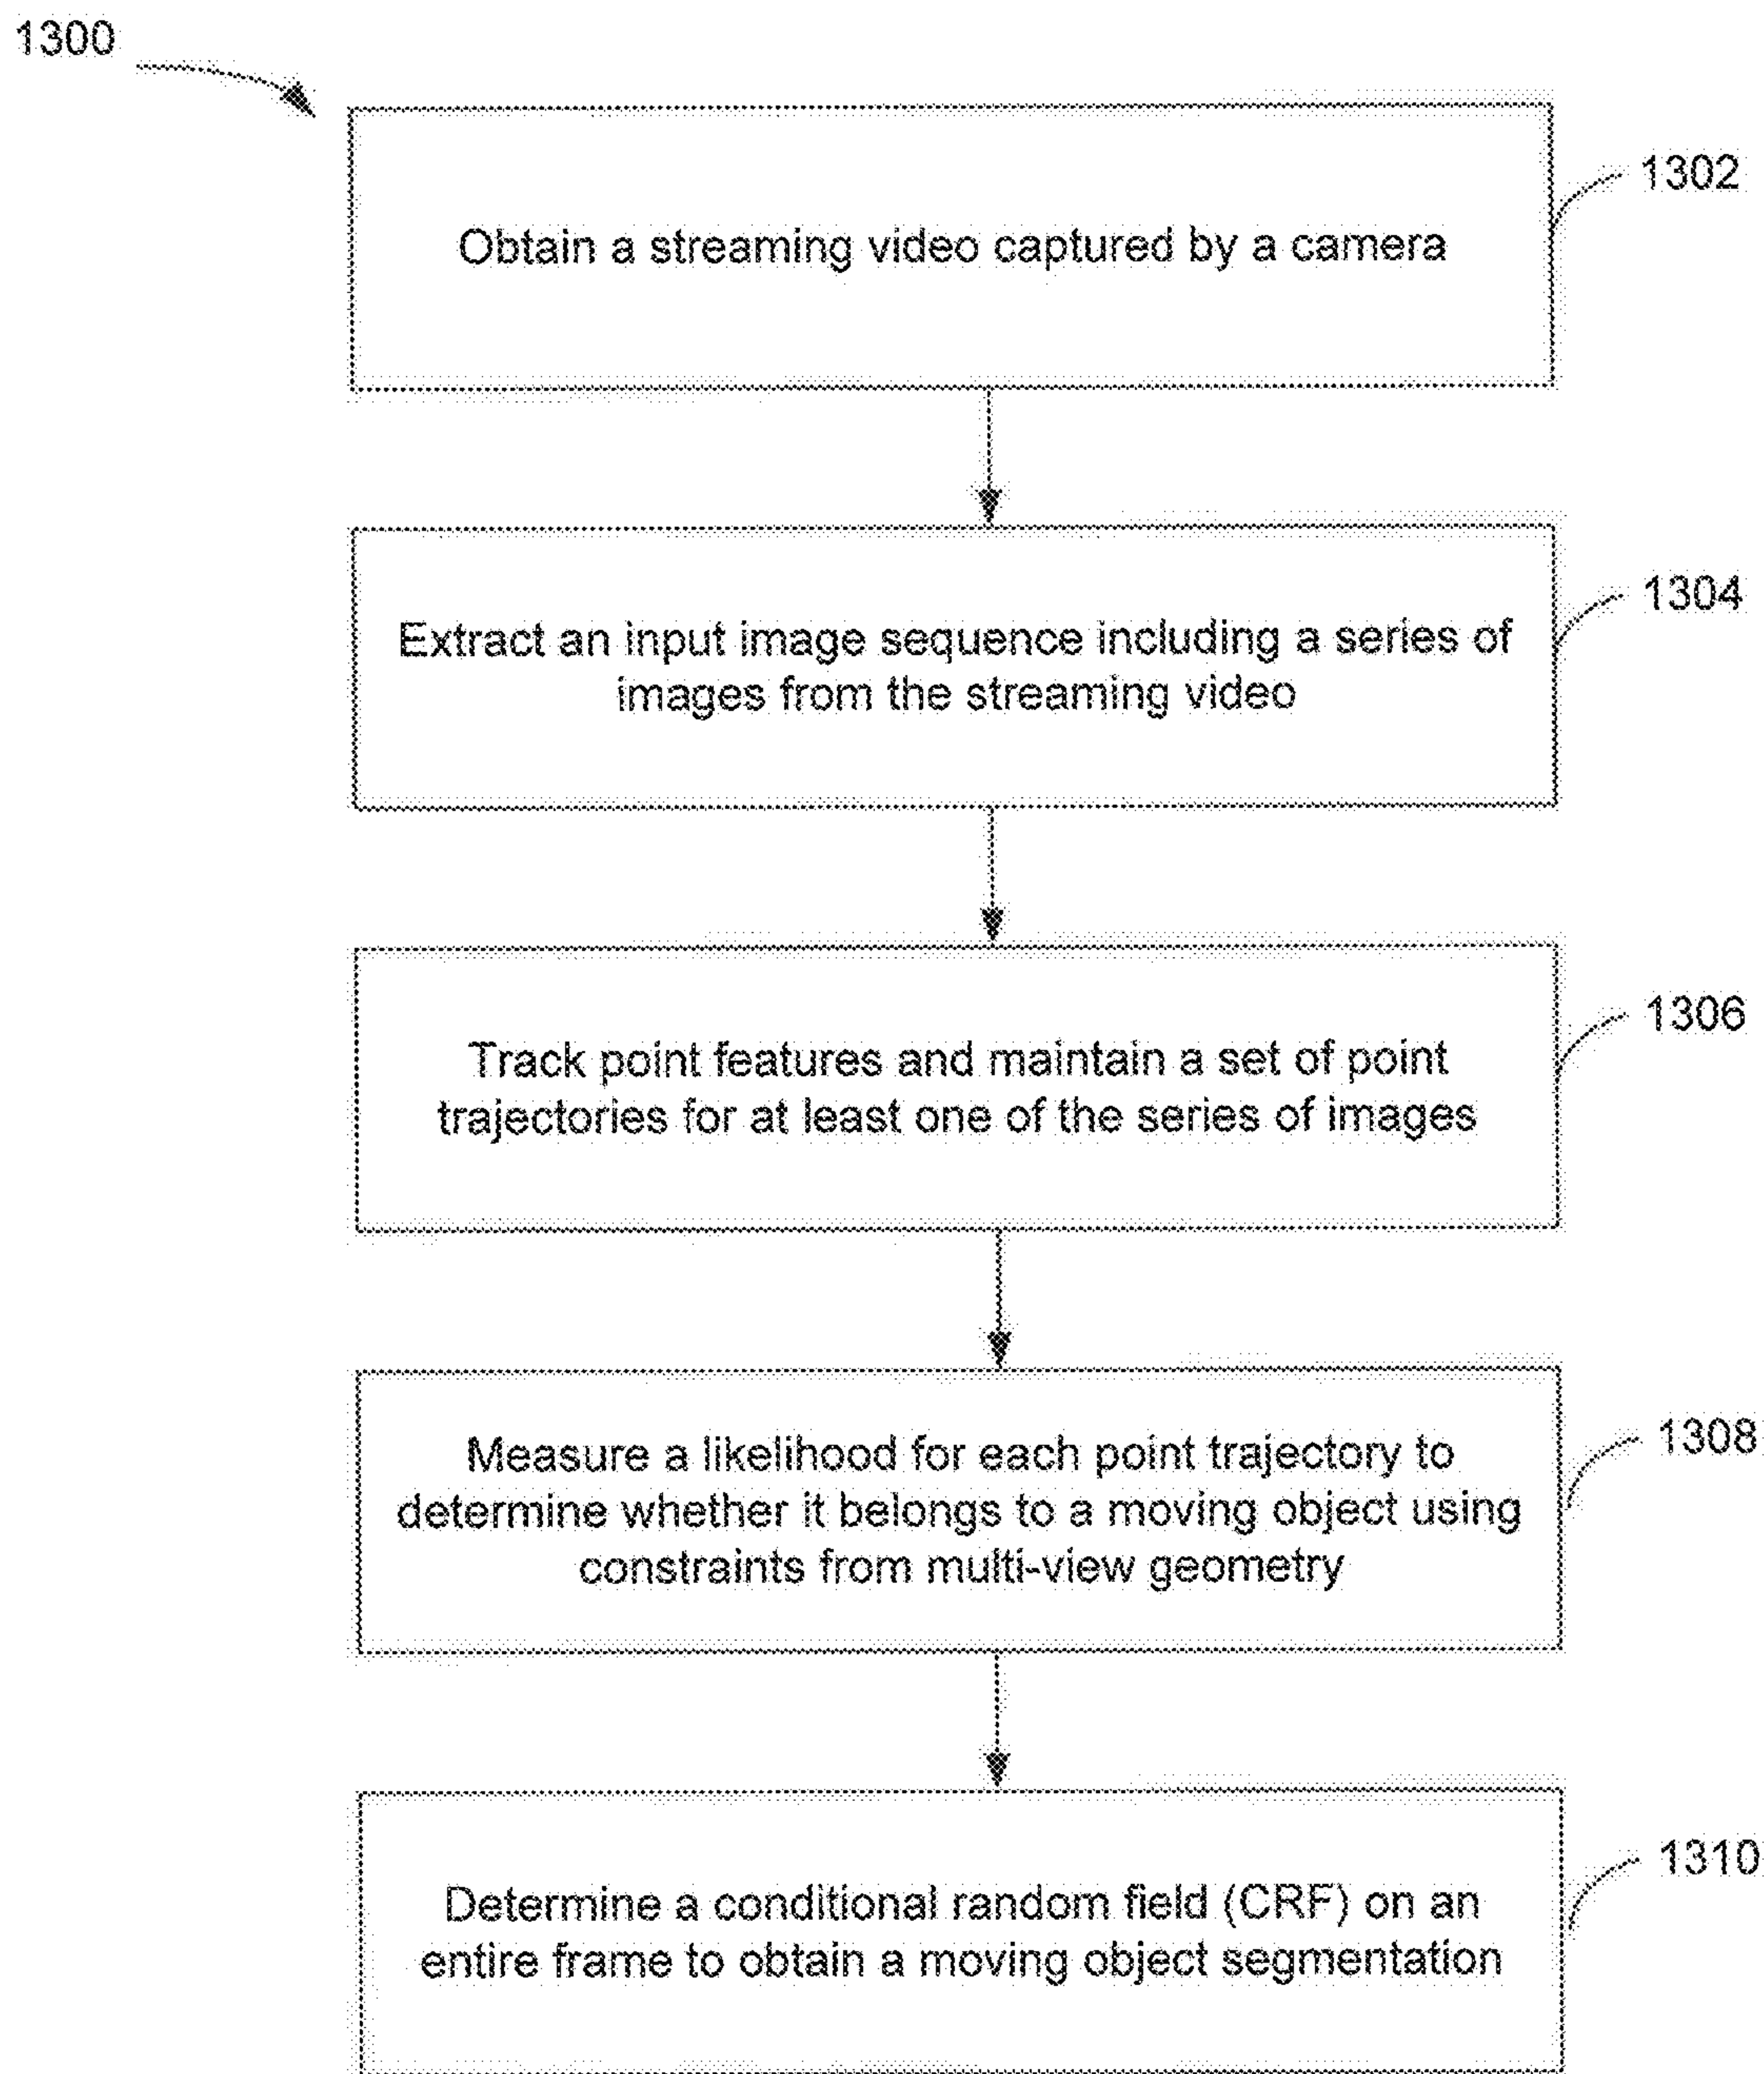 1300
1302
Obtain a streaming video captured by a camera
1304
Extract an input image sequence including a series of
images from the streaming video
1306
Track point features and maintain a set of point
trajectories for at least one of the series of images
1308
Measure a likelihood for each point trajectory to
determine whether it belongs to a moving object using
constraints from multi-view geometry
1310
Determine a conditional random field (CRF) on an
entire frame to obtain a moving object segmentation